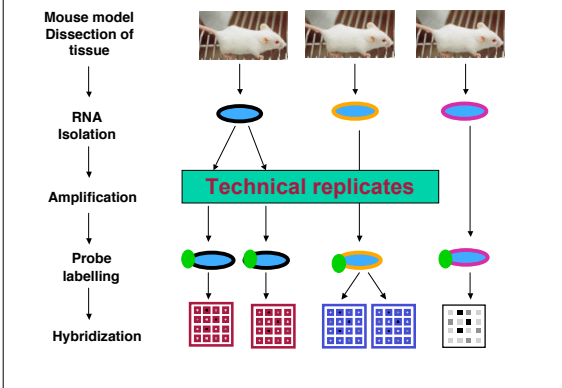 Mouse model
Dissection of
tissue
RNA
Isolation
Technical replicates
Amplification
Probe
labelling
Hybridization